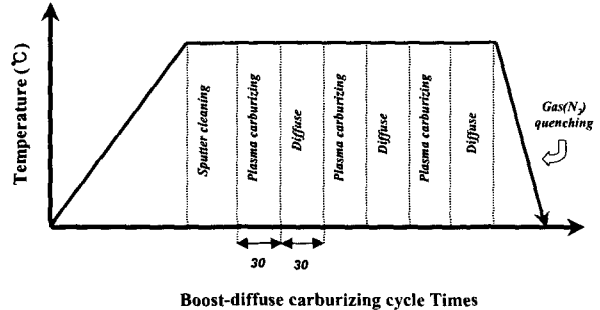 Temperature (℃)
Sputter cleaning
Plasma carburizing
Diffuse
Plasma carburizing
Diffuse
Plasma carburizing
Diffuse
Gas(N₂)
quenching
30
30
Boost-diffuse carburizing cycle Times